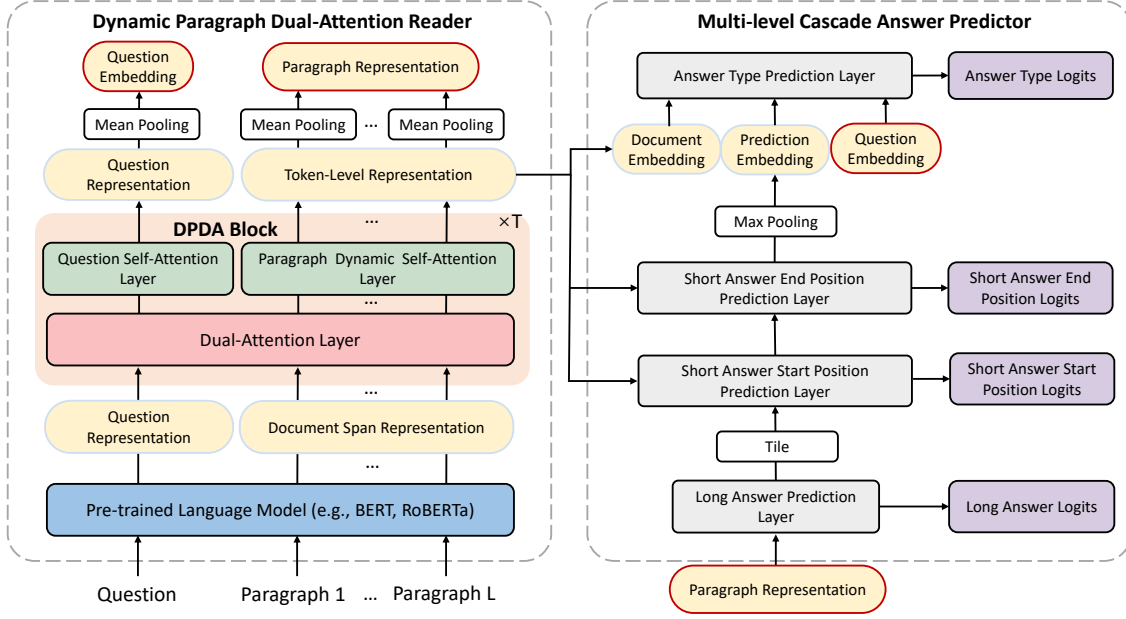 Dynamic Paragraph Dual-Attention Reader
Question
Embedding
Paragraph Representation
Mean Pooling
Mean Pooling
...
Mean Pooling
Question
Representation
Token-Level Representation
...
×T
DPDA Block
Question Self-Attention
Layer
Paragraph Dynamic Self-Attention
Layer
...
Dual-Attention Layer
...
Question
Representation
Document Span Representation
...
Pre-trained Language Model (e.g., BERT, RoBERTa)
Question
Paragraph 1
...
Paragraph L
Multi-level Cascade Answer Predictor
Answer Type Prediction Layer
Answer Type Logits
Document
Embedding
Prediction
Embedding
Question
Embedding
Max Pooling
Short Answer End Position
Prediction Layer
Short Answer End
Position Logits
Short Answer Start Position
Prediction Layer
Short Answer Start
Position Logits
Tile
Long Answer Prediction
Layer
Long Answer Logits
Paragraph Representation